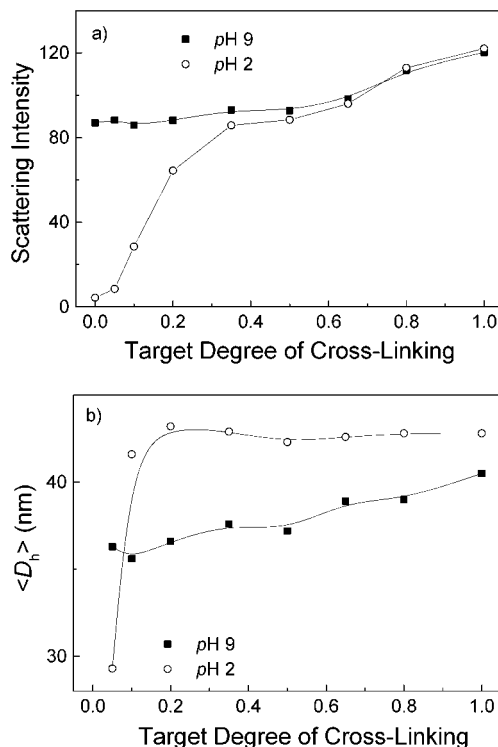 a)
pH 9
pH 2
Scattering Intensity
120
80
40
0
0.0 0.2 0.4 0.6 0.8 1.0
Target Degree of Cross-Linking
b)
<Dh> (nm)
40
30
pH 9
pH 2
0.0 0.2 0.4 0.6 0.8 1.0
Target Degree of Cross-Linking